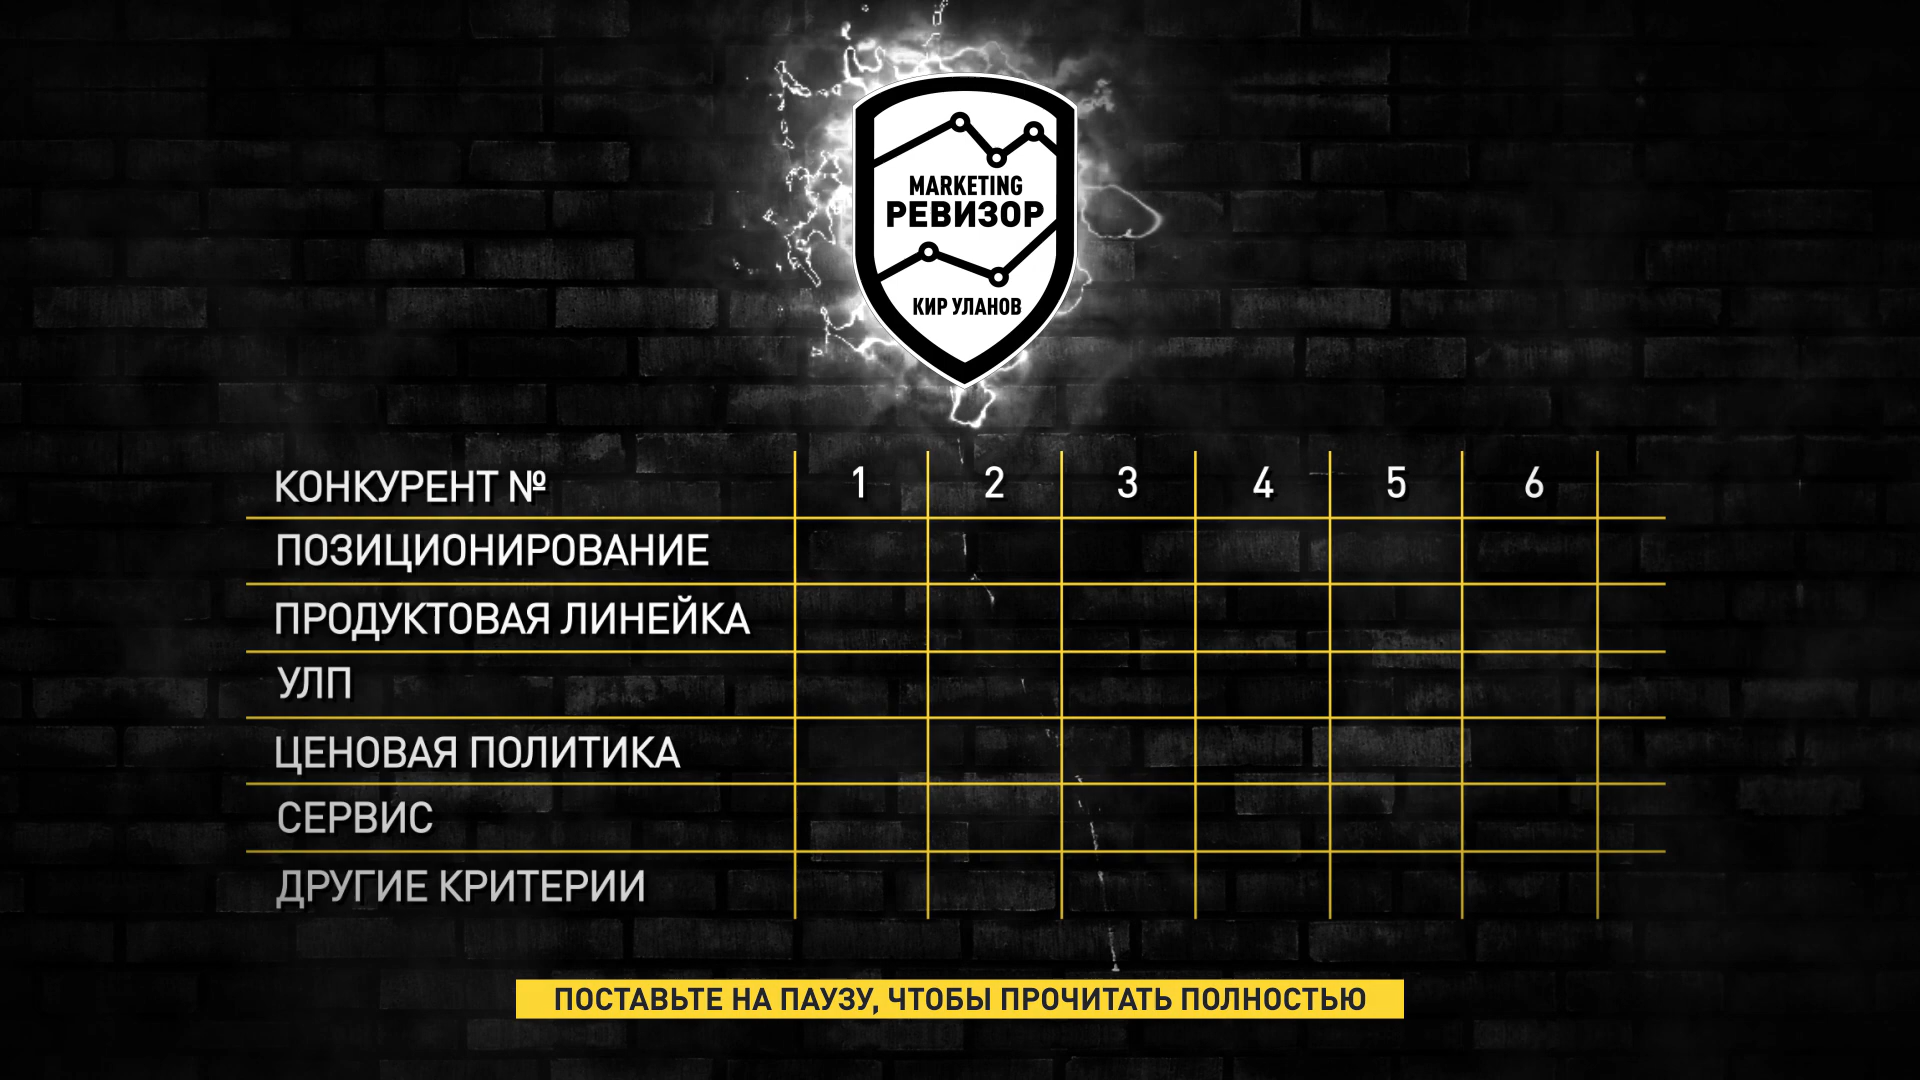 MARKETING
РЕВИЗОР
КИР УЛАНОВ
КОНКУРЕНТ № 1 2 3 4 5 6
ПОЗИЦИОНИРОВАНИЕ
ПРОДУКТОВАЯ ЛИНЕЙКА
УЛП
ЦЕНОВАЯ ПОЛИТИКА
СЕРВИС
ДРУГИЕ КРИТЕРИИ
ПОСТАВЬТЕ НА ПАУЗУ, ЧТОБЫ ПРОЧИТАТЬ ПОЛНОСТЬЮ